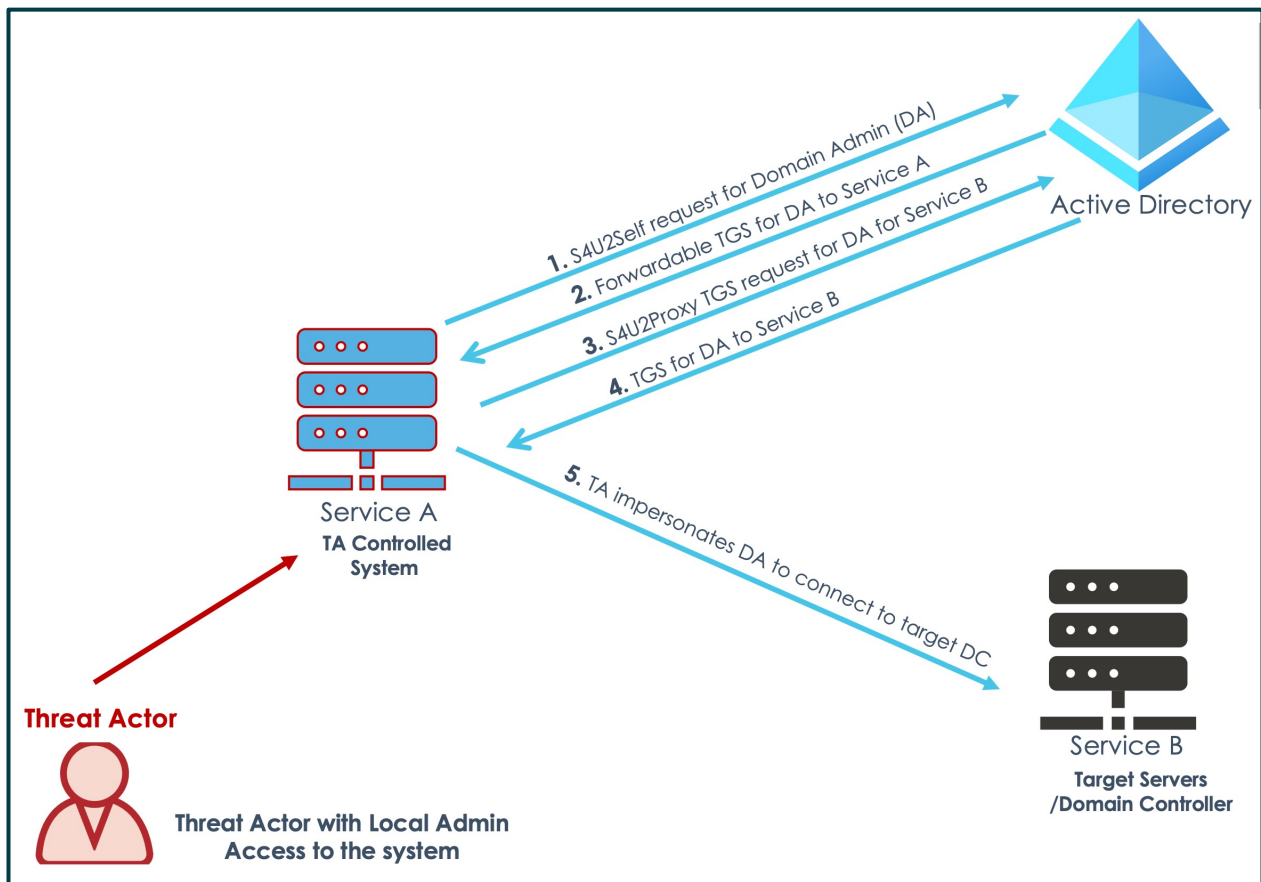 1. S4U2Self request for Domain Admin (DA)
2. Forwardable TGS for DA to Service A
3. S4U2Proxy TGS request for DA for Service B
4. TGS for DA to Service B
Active Directory
Service A
TA Controlled
System
5. TA impersonates DA to connect to target DC
Threat Actor
Threat Actor with Local Admin
Access to the system
Service B
Target Servers
/Domain Controller